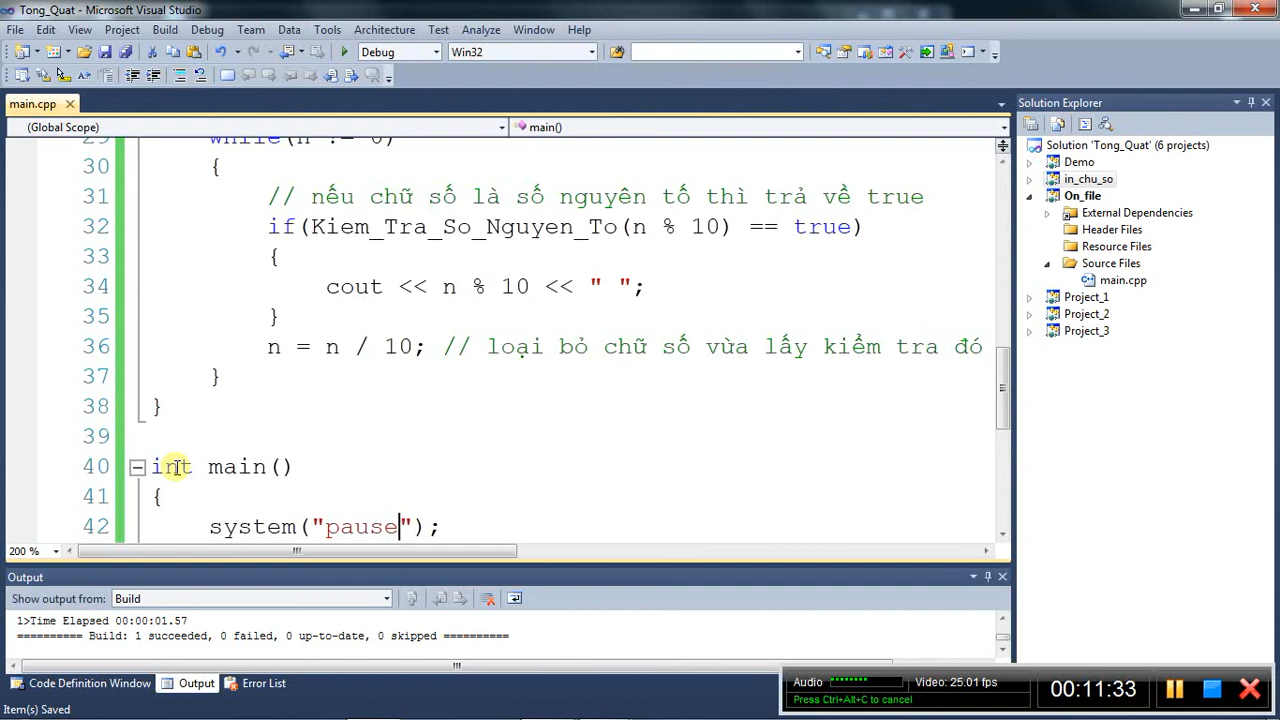 Tong_Quat - Microsoft Visual Studio
File Edit View Project Build Debug Team Data Tools Architecture Test Analyze Window Help
Debug Win32
main.cpp
(Global Scope) main()
29 while(n != 0)
30 {
31 // nếu chữ số là số nguyên tố thì trả về true
32 if(Kiem_Tra_So_Nguyen_To(n % 10) == true)
33 {
34 cout << n % 10 << " ";
35 }
36 n = n / 10; // loại bỏ chữ số vừa lấy kiểm tra đó
37 }
38 }
39
40 int main()
41 {
42 system("pause");
200 %
Solution Explorer
Solution 'Tong_Quat' (6 projects)
Demo
in_chu_so
On_file
External Dependencies
Header Files
Resource Files
Source Files
main.cpp
Project_1
Project_2
Project_3
Output
Show output from: Build
1>Time Elapsed 00:00:01.57
========== Build: 1 succeeded, 0 failed, 0 up-to-date, 0 skipped ==========
Code Definition Window Output Error List
Item(s) Saved
Audio Video: 25.01 fps
Press Ctrl+Alt+C to cancel
00:11:33